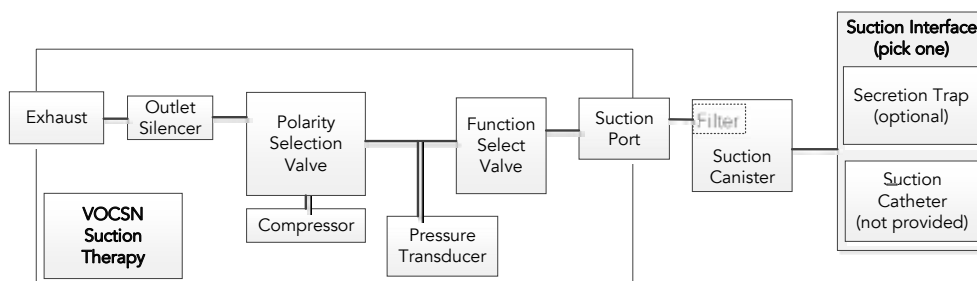 Suction Interface
(pick one)
Exhaust
Outlet
Silencer
Polarity
Selection
Valve
Function
Select
Valve
Suction
Port
Filter
Suction
Canister
Secretion Trap
(optional)
Suction
Catheter
(not provided)
VOCSN
Suction
Therapy
Compressor
Pressure
Transducer